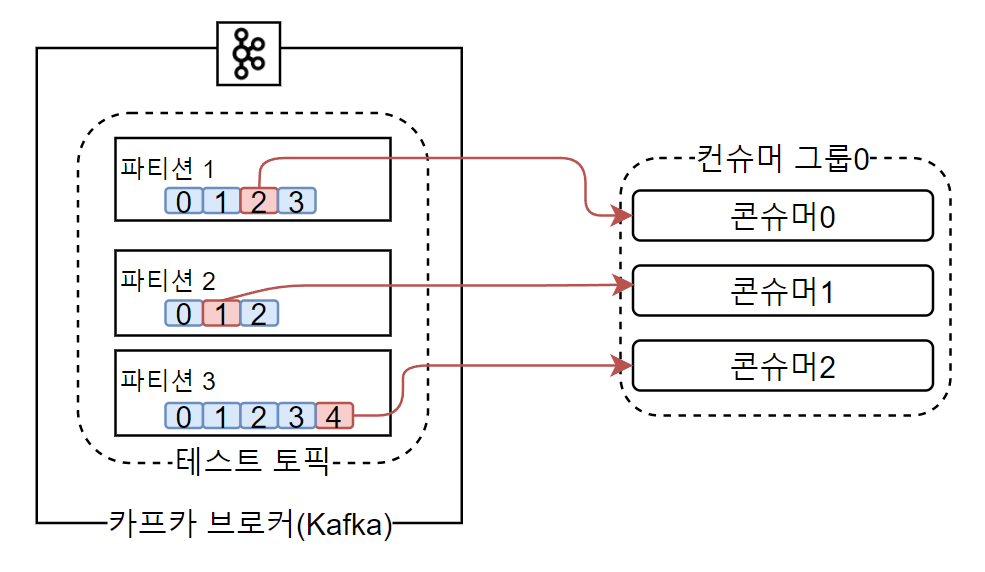 파티션 1
0 1 2 3
파티션 2
0 1 2
파티션 3
0 1 2 3 4
테스트 토픽
카프카 브로커(Kafka)
컨슈머 그룹0
콘슈머0
콘슈머1
콘슈머2